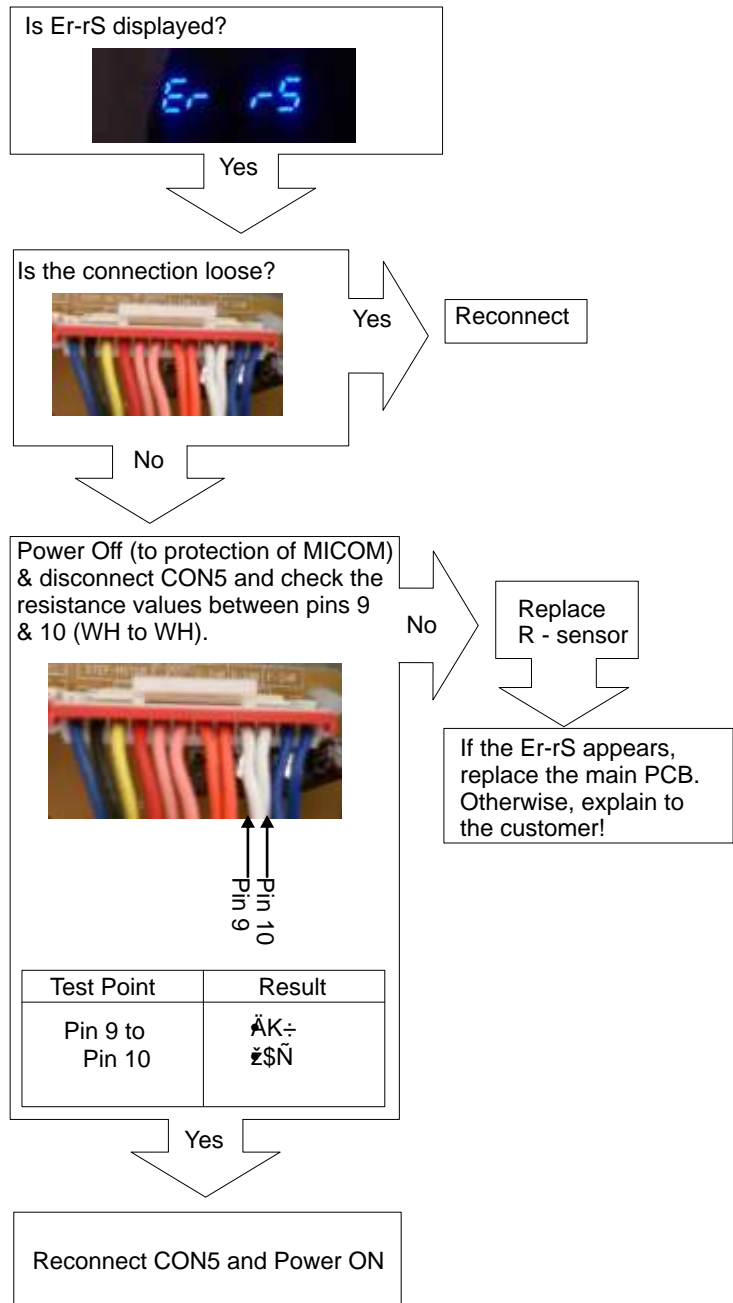 Is Er-rS displayed?
Er rS
Yes
Is the connection loose?
Yes
Reconnect
No
Power Off (to protection of MICOM)
& disconnect CON5 and check the
resistance values between pins 9
& 10 (WH to WH).
No
Replace
R - sensor
If the Er-rS appears,
replace the main PCB.
Otherwise, explain to
the customer!
Pin 9
Pin 10
Test Point
Result
Pin 9 to
Pin 10
Yes
Reconnect CON5 and Power ON